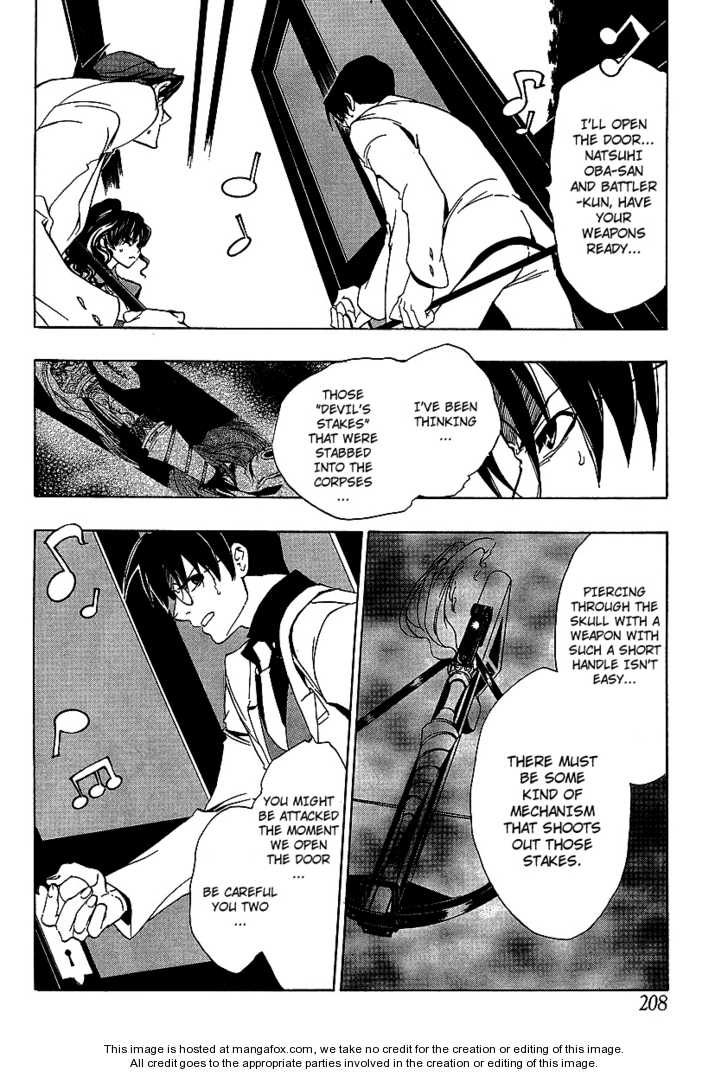 I'LL OPEN
THE DOOR...
NATSUHI
OBA-SAN
AND BATTLER
-KUN, HAVE
YOUR
WEAPONS
READY...
I'VE BEEN
THINKING
...
THOSE
"DEVIL'S
STAKES"
THAT WERE
STABBED
INTO THE
CORPSES
...
PIERCING
THROUGH THE
SKULL WITH A
WEAPON WITH
SUCH A SHORT
HANDLE ISN'T
EASY...
THERE MUST
BE SOME
KIND OF
MECHANISM
THAT SHOOTS
OUT THOSE
STAKES.
YOU MIGHT
BE ATTACKED
THE MOMENT
WE OPEN
THE DOOR
...
BE CAREFUL
YOU TWO
...
208
This image is hosted at mangafox.com, we take no credit for the creation or editing of this image.
All credit goes to the appropriate parties involved in the creation or editing of this image.